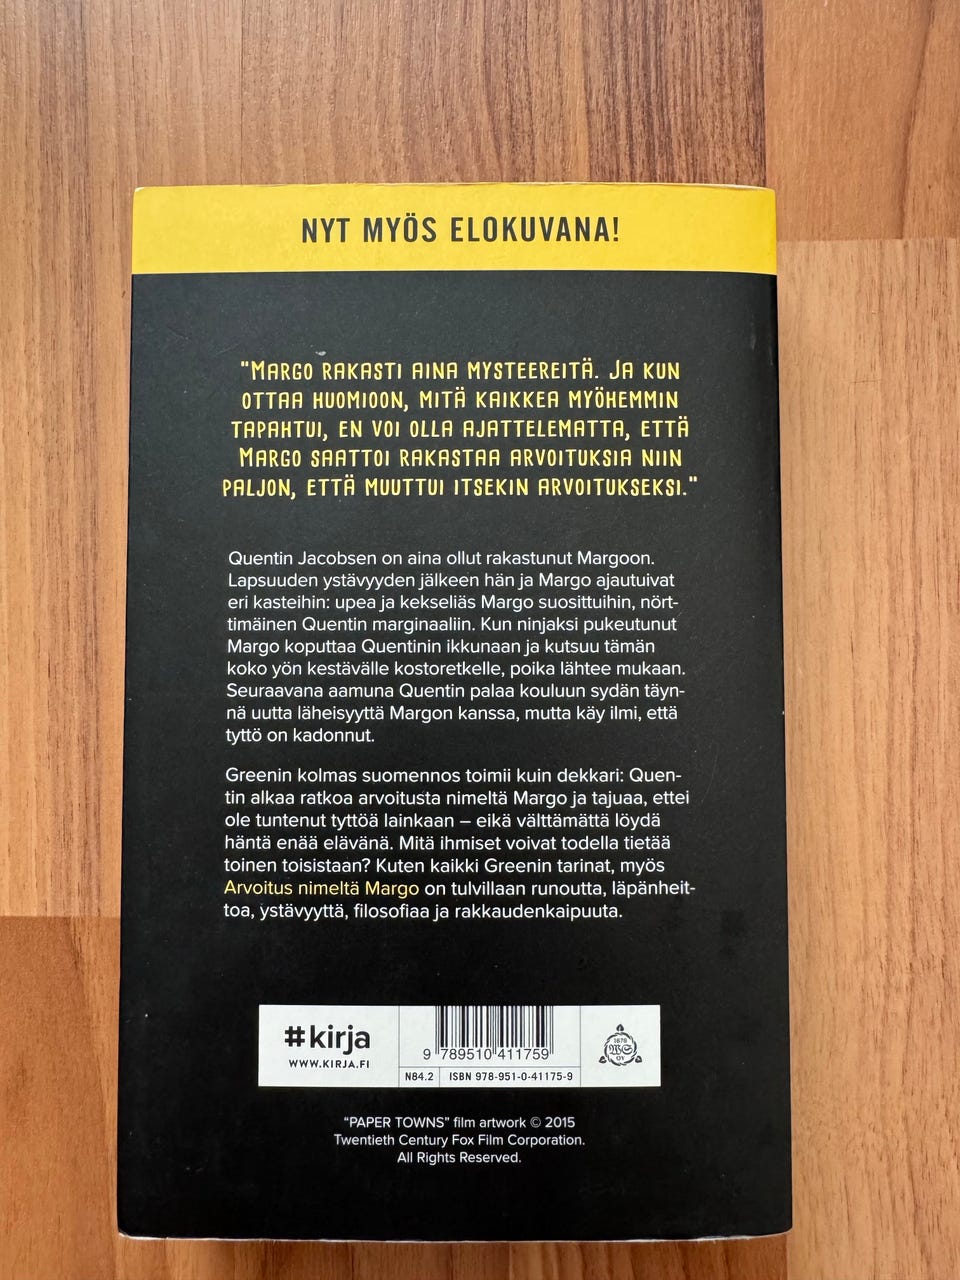 NYT MYÖS ELOKUVANA!
"MARGO RAKASTI AINA MYSTEEREITÄ. JA KUN
OTTAA HUOMIOON, MITÄ KAIKKEA MYÖHEMMIN
TAPAHTUI, EN VOI OLLA AJATTELEMATTA, ETTÄ
MARGO SAATTOI RAKASTAA ARVOITUKSIA NIIN
PALJON, ETTÄ MUUTTUI ITSEKIN ARVOITUKSEKSI."
Quentin Jacobsen on aina ollut rakastunut Margoon.
Lapsuuden ystävyyden jälkeen hän ja Margo ajautuivat
eri kasteihin: upea ja kekseliäs Margo suosittuihin, nört-
timäinen Quentin marginaaliin. Kun ninjaksi pukeutunut
Margo koputtaa Quentinin ikkunaan ja kutsuu tämän
koko yön kestävälle kostoretkelle, poika lähtee mukaan.
Seuraavana aamuna Quentin palaa kouluun sydän täyn-
nä uutta läheisyyttä Margon kanssa, mutta käy ilmi, että
tyttö on kadonnut.
Greenin kolmas suomennos toimii kuin dekkari: Quen-
tin alkaa ratkoa arvoitusta nimeltä Margo ja tajuaa, ettei
ole tuntenut tyttöä lainkaan – eikä välttämättä löydä
häntä enää elävänä. Mitä ihmiset voivat todella tietää
toinen toisistaan? Kuten kaikki Greenin tarinat, myös
Arvoitus nimeltä Margo on tulvillaan runoutta, läpänheit-
toa, ystävyyttä, filosofiaa ja rakkaudenkaipuuta.
#kirja
WWW.KIRJA.FI
9 789510 411759
N84.2 ISBN 978-951-0-41175-9
1878
WS
OY
"PAPER TOWNS" film artwork © 2015
Twentieth Century Fox Film Corporation.
All Rights Reserved.